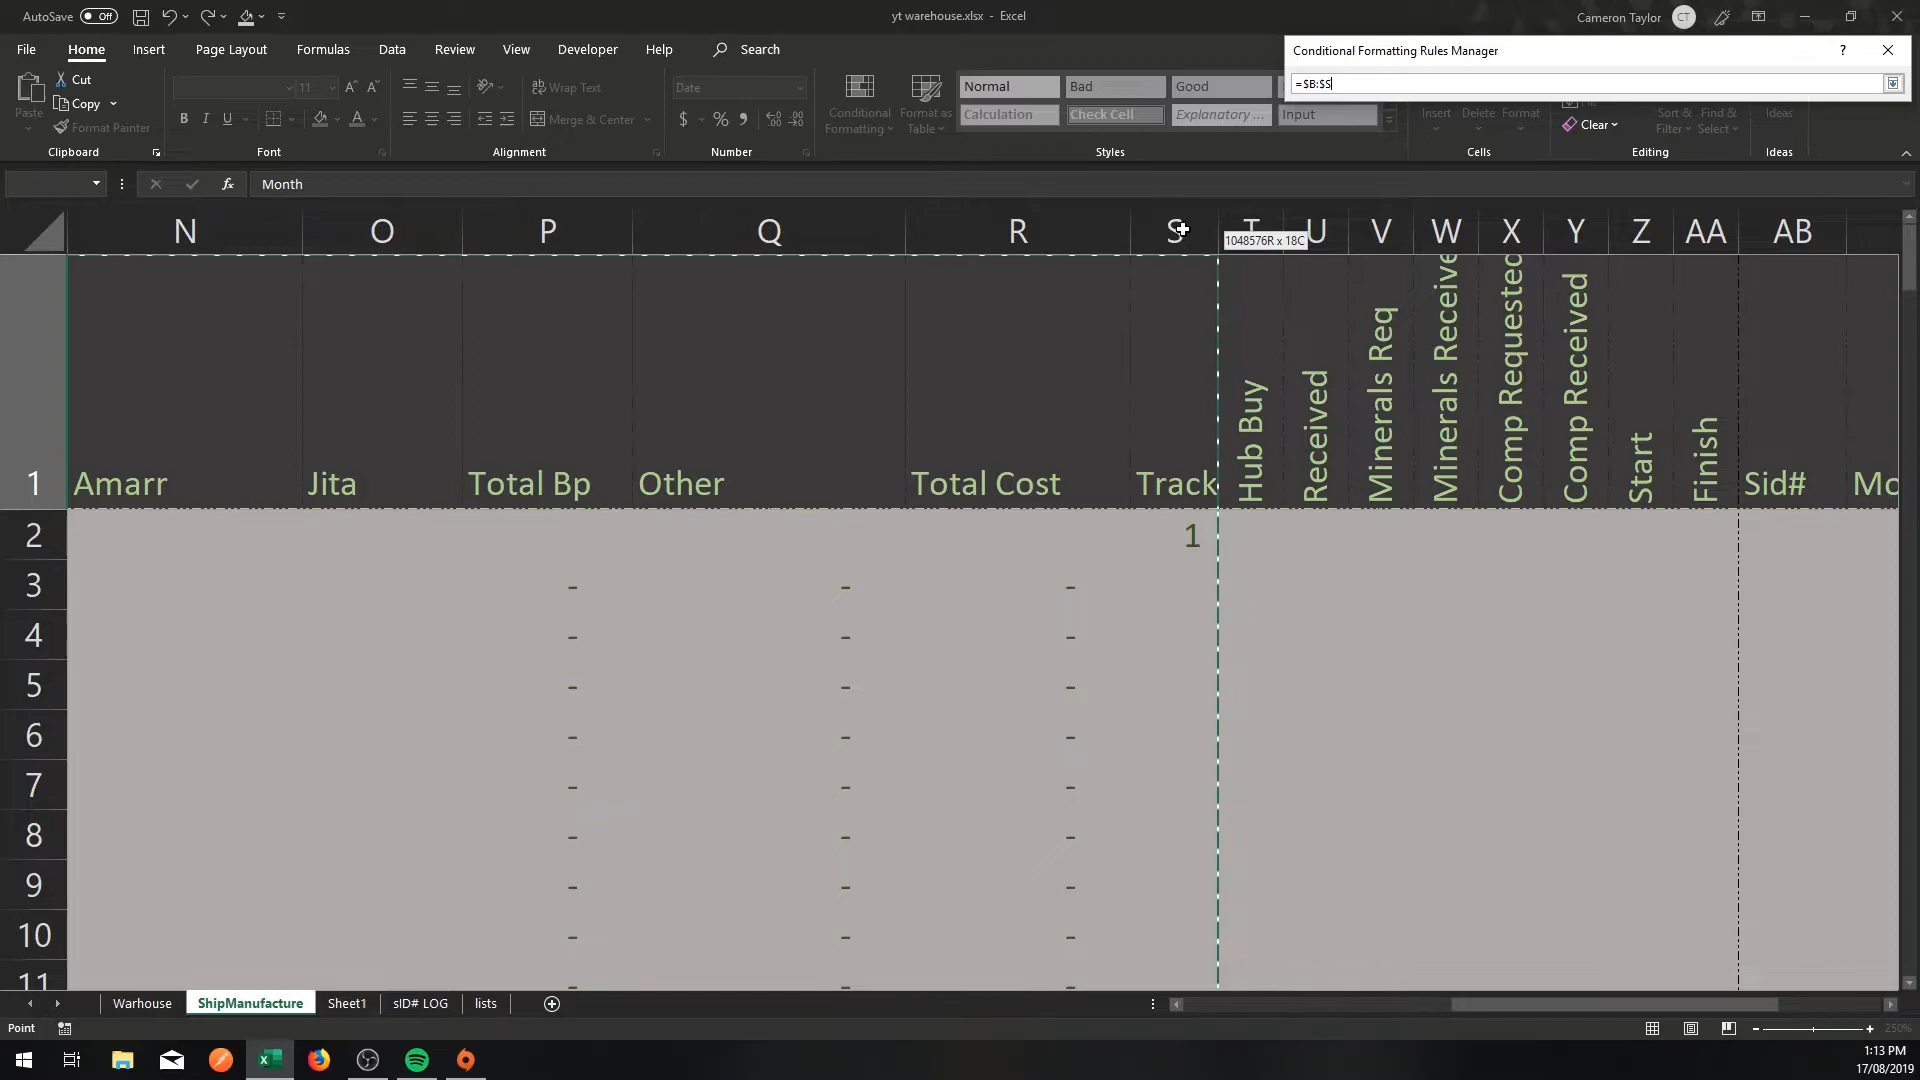 AutoSave Off
yt warehouse.xlsx - Excel
Cameron Taylor CT
File Home Insert Page Layout Formulas Data Review View Developer Help Search
Conditional Formatting Rules Manager ?
=$B:$S
Paste
Cut
Copy
Format Painter
Clipboard
11
Font
Wrap Text
Merge & Center
Alignment
Date
Number
Conditional Formatting
Format as Table
Normal Bad Good
Calculation Check Cell Explanatory ... Input
Styles
Insert Delete Format
Cells
Clear
Sort & Filter
Find & Select
Editing
Ideas
Ideas
fx Month
N O P Q R S T U V W X Y Z AA AB
1048576R x 18C
1 Amarr Jita Total Bp Other Total Cost Track Hub Buy Received Minerals Req Minerals Receive Comp Requested Comp Received Start Finish Sid# Mo
2 1
3 - - -
4 - - -
5 - - -
6 - - -
7 - - -
8 - - -
9 - - -
10 - - -
11 - - -
Warhouse ShipManufacture Sheet1 sID# LOG lists
Point
250%
1:13 PM
17/08/2019